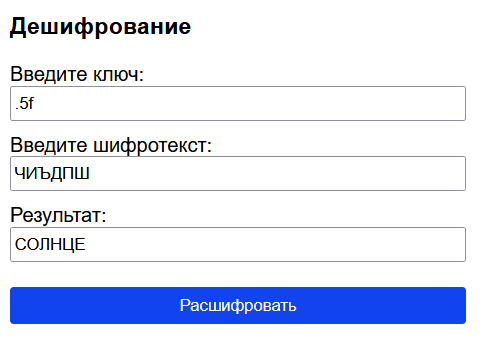 Дешифрование
Введите ключ:
.5f
Введите шифротекст:
ЧИЪДПШ
Результат:
СОЛНЦЕ
Расшифровать